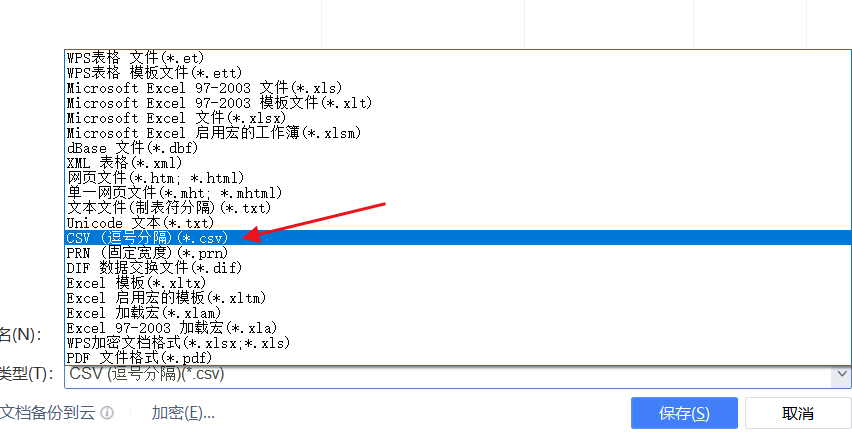 WPS表格 文件(*.et)
WPS表格 模板文件(*.ett)
Microsoft Excel 97-2003 文件(*.xls)
Microsoft Excel 97-2003 模板文件(*.xlt)
Microsoft Excel 文件(*.xlsx)
Microsoft Excel 启用宏的工作簿(*.xlsm)
dBase 文件(*.dbf)
XML 表格(*.xml)
网页文件(*.htm; *.html)
单一网页文件(*.mht; *.mhtml)
文本文件(制表符分隔)(*.txt)
Unicode 文本(*.txt)
CSV (逗号分隔)(*.csv)
PRN (固定宽度)(*.prn)
DIF 数据交换文件(*.dif)
Excel 模板(*.xltx)
Excel 启用宏的模板(*.xltm)
Excel 加载宏(*.xlam)
Excel 97-2003 加载宏(*.xla)
名(N):
WPS加密文档格式(*.xlsx;*.xls)
PDF 文件格式(*.pdf)
类型(T): CSV (逗号分隔)(*.csv)
文档备份到云 加密(E)... 保存(S) 取消